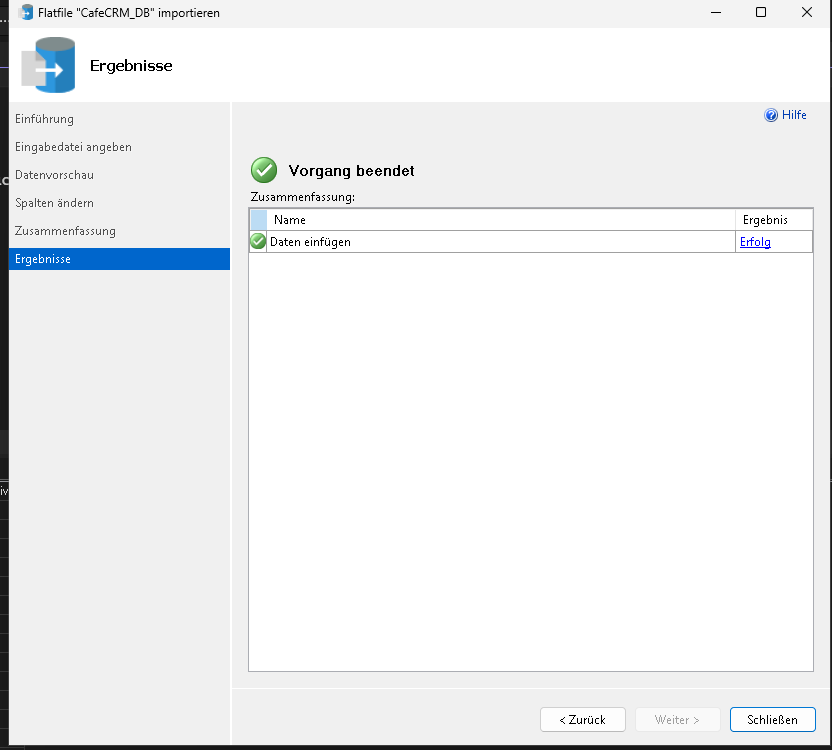 Flatfile "CafeCRM_DB" importieren
Ergebnisse
Einführung
Eingabedatei angeben
Datenvorschau
Spalten ändern
Zusammenfassung
Ergebnisse
Hilfe
Vorgang beendet
Zusammenfassung:
Name Ergebnis
Daten einfügen Erfolg
< Zurück Weiter > Schließen